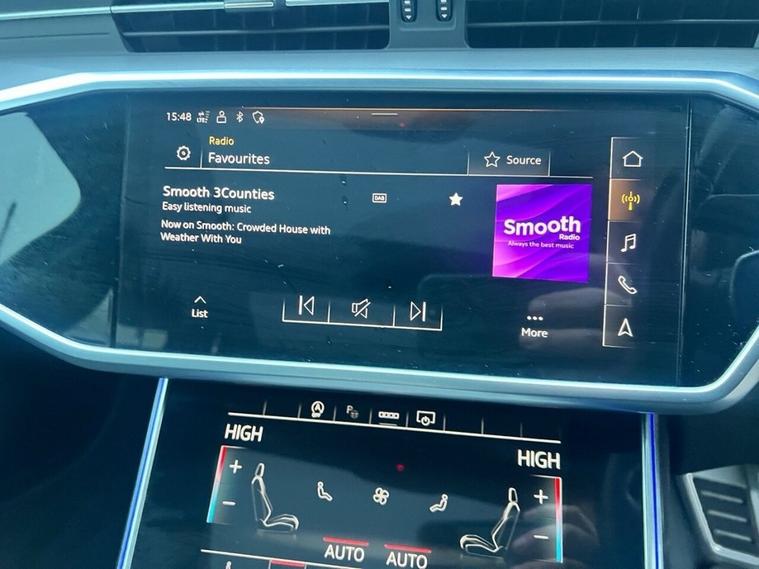 15:48
Radio
Favourites
Source
Smooth 3Counties
DAB
Easy listening music
Now on Smooth: Crowded House with
Weather With You
Smooth
Radio
Always the best music
List
More
HIGH
HIGH
AUTO
AUTO